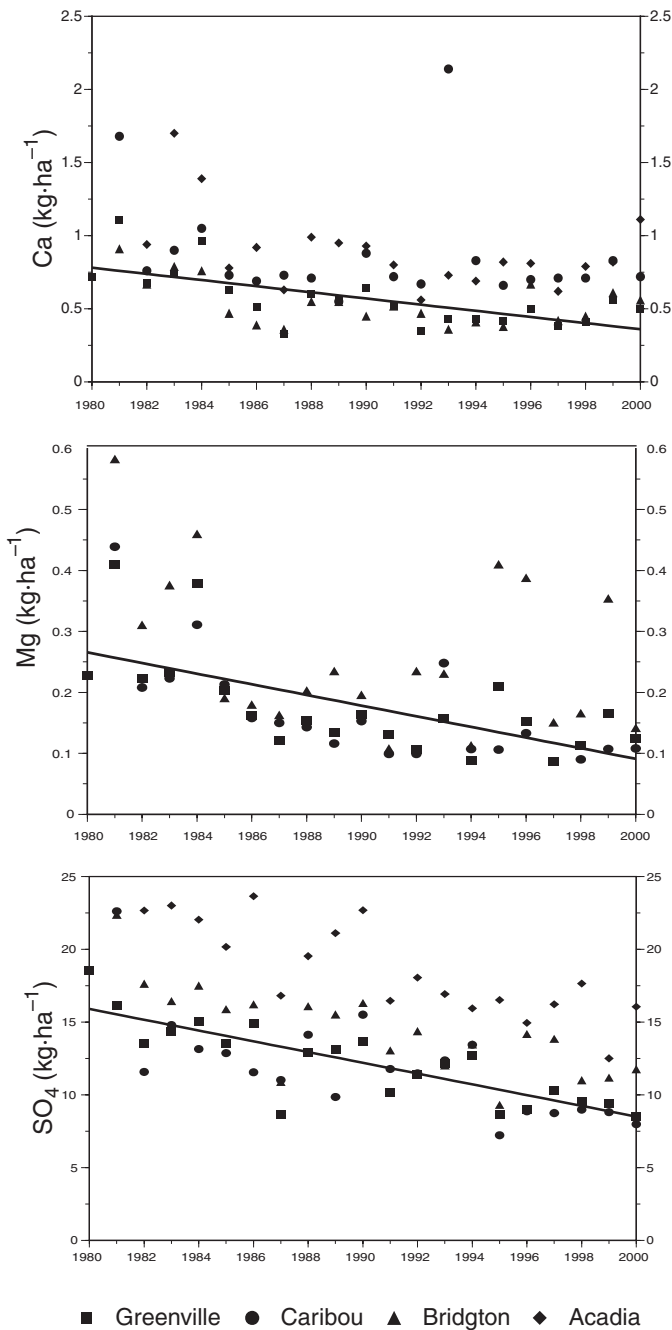 2.5 2.5
2 2
1.5 1.5
1 1
0.5 0.5
0 0
Ca (kg·ha⁻¹)
1980 1982 1984 1986 1988 1990 1992 1994 1996 1998 2000
0.6 0.6
0.5 0.5
0.4 0.4
0.3 0.3
0.2 0.2
0.1 0.1
0 0
Mg (kg·ha⁻¹)
1980 1982 1984 1986 1988 1990 1992 1994 1996 1998 2000
25 25
20 20
15 15
10 10
5 5
0 0
SO₄ (kg·ha⁻¹)
1980 1982 1984 1986 1988 1990 1992 1994 1996 1998 2000
Greenville Caribou Bridgton Acadia